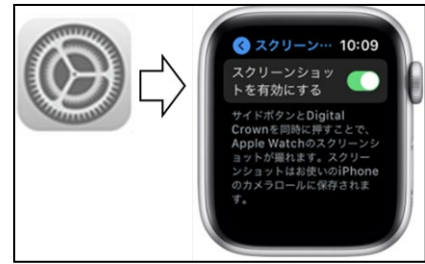 スクリーン… 10:09
スクリーンショッ
トを有効にする
サイドボタンとDigital
Crownを同時に押すことで、
Apple Watchのスクリーンシ
ョットが撮れます。スクリー
ンショットはお使いのiPhone
のカメラロールに保存されま
す。